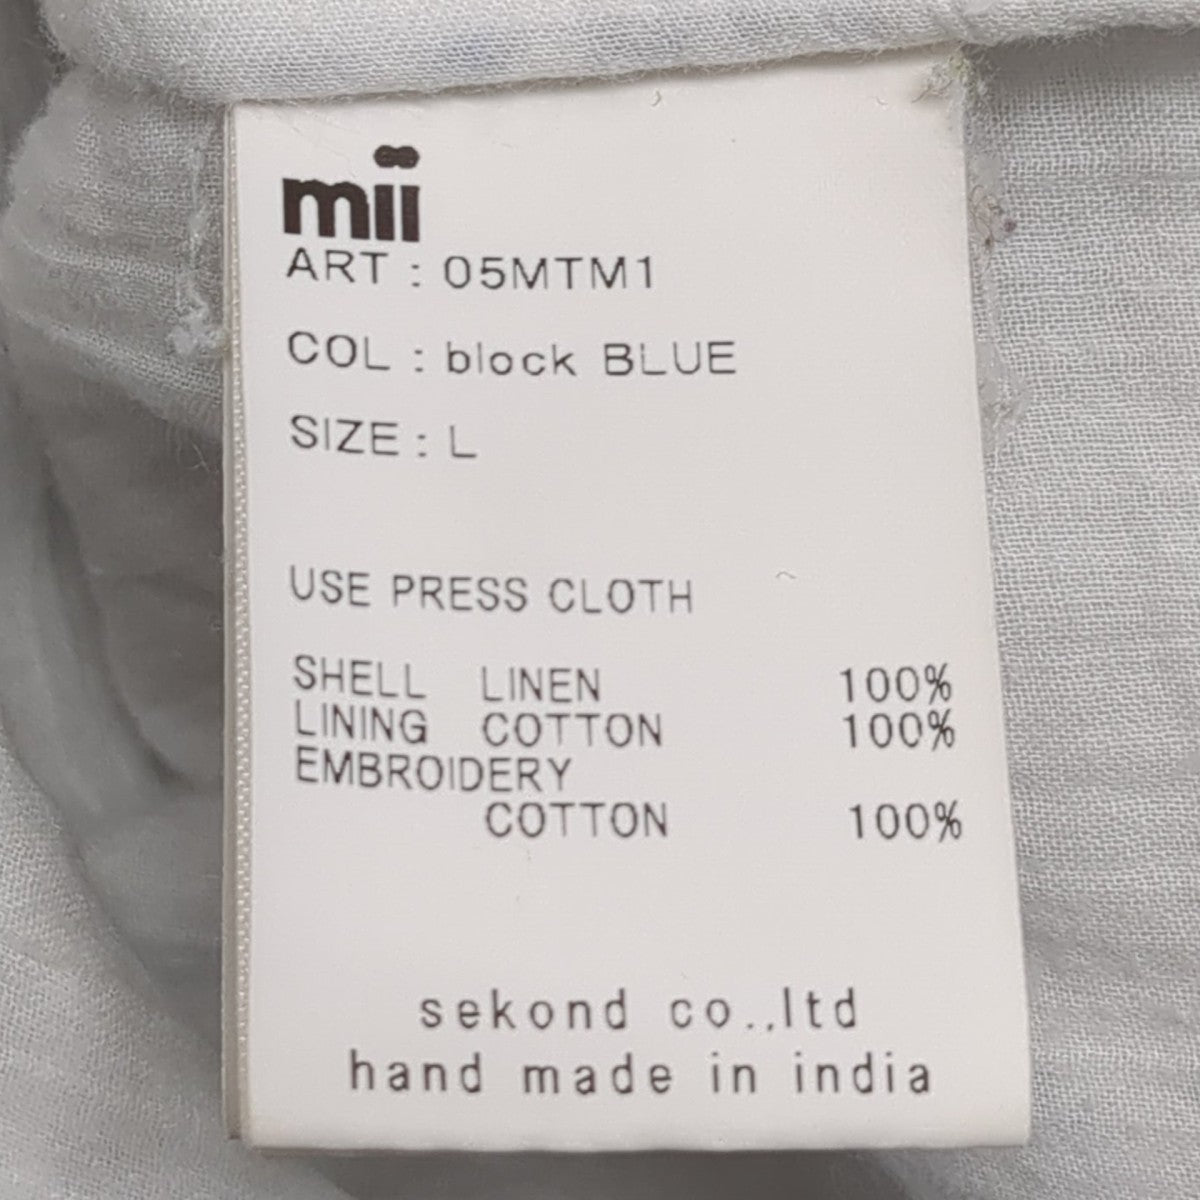 mii
ART : 05MTM1
COL : block BLUE
SIZE : L
USE PRESS CLOTH
SHELL LINEN 100%
LINING COTTON 100%
EMBROIDERY
COTTON 100%
sekond co.,ltd
hand made in india